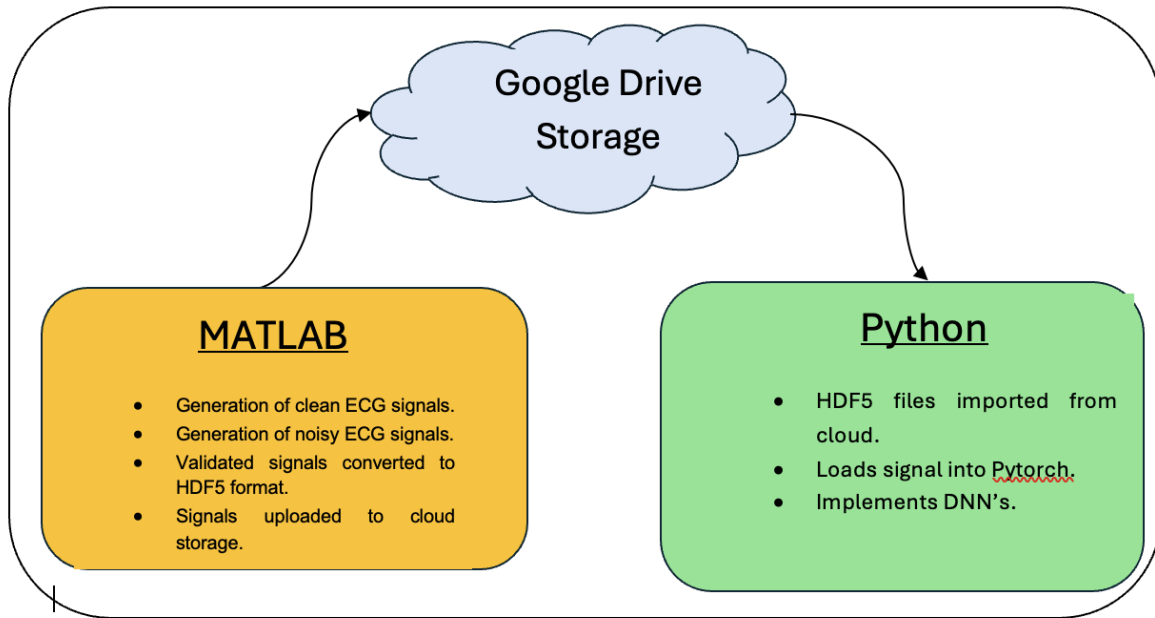 Google Drive
Storage
MATLAB
• Generation of clean ECG signals.
• Generation of noisy ECG signals.
• Validated signals converted to
HDF5 format.
• Signals uploaded to cloud
storage.
Python
• HDF5 files imported from
cloud.
• Loads signal into Pytorch.
• Implements DNN’s.